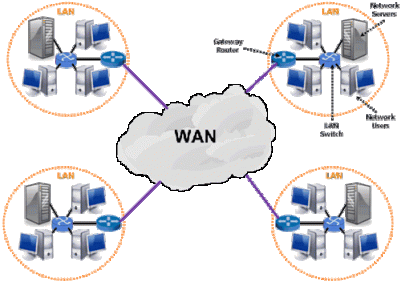 LAN
LAN
Network
Servers
Gateway
Router
WAN
LAN
Switch
Network
Users
LAN
LAN